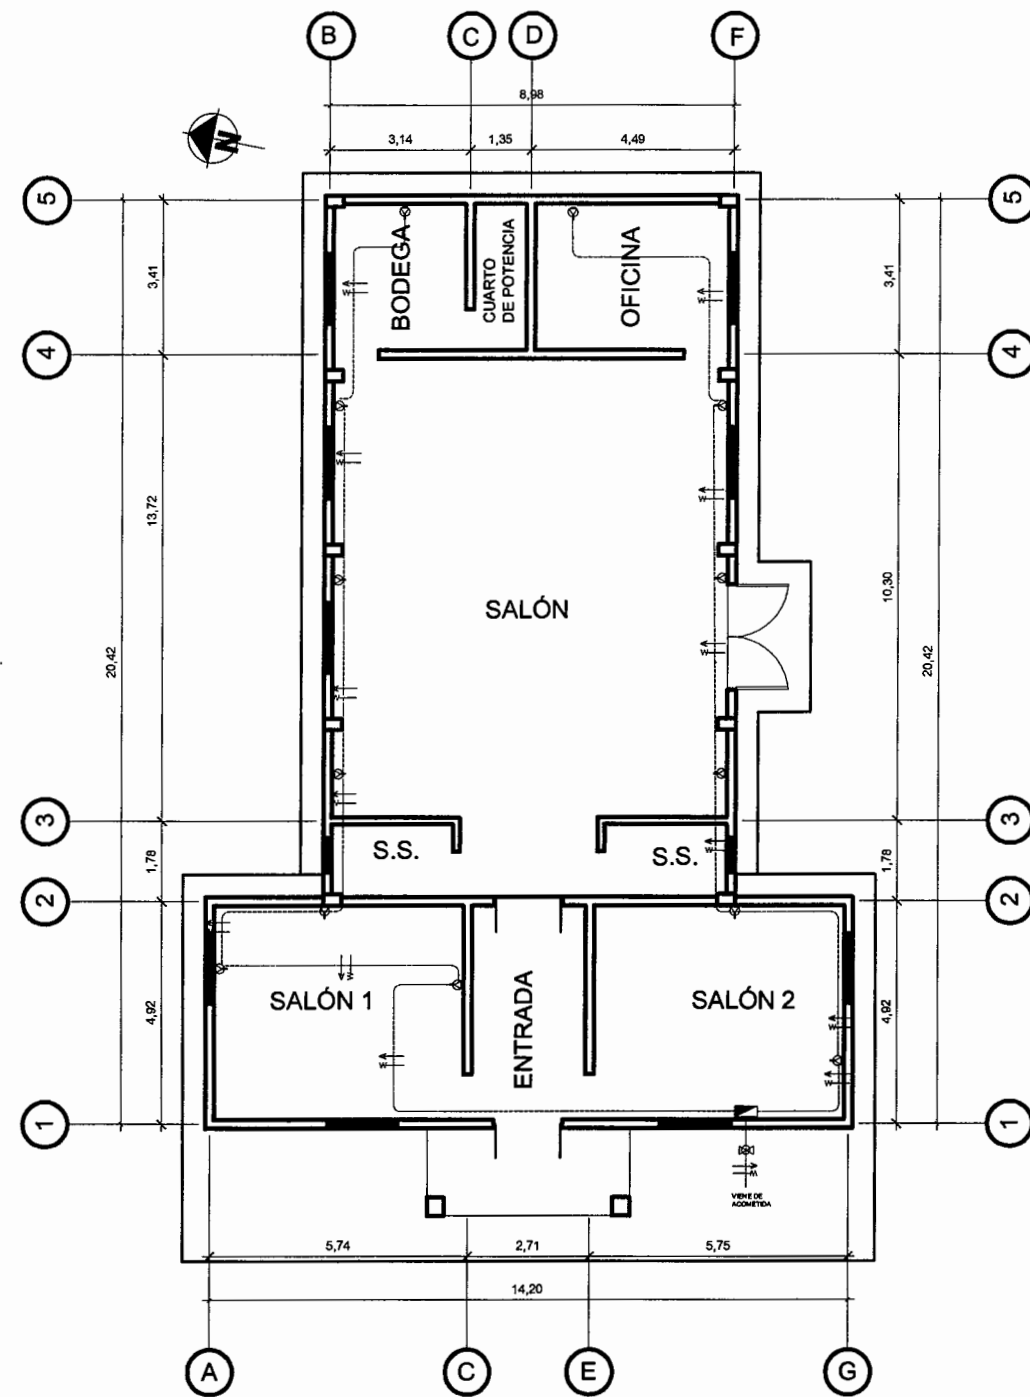 B C D F
8,98
3,14 1,35 4,49
N
5 5
3,41 BODEGA CUARTO DE POTENCIA OFICINA 3,41
4 4
13,72
10,30
SALÓN
20,42 20,42
3 3
1,78 S.S. S.S. 1,78
2 2
4,92 SALÓN 1 ENTRADA SALÓN 2 4,92
1 1
VIENE DE
ACOMETIDA
5,74 2,71 5,75
14,20
A C E G